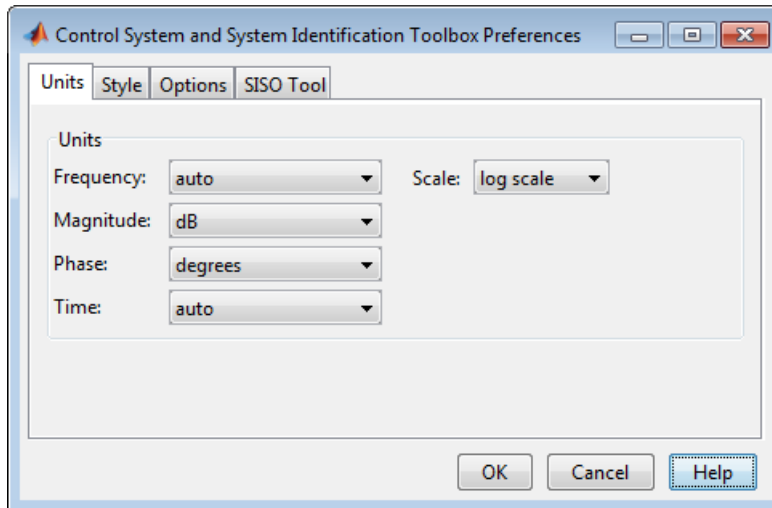 Control System and System Identification Toolbox Preferences
Units Style Options SISO Tool
Units
Frequency: auto Scale: log scale
Magnitude: dB
Phase: degrees
Time: auto
OK Cancel Help